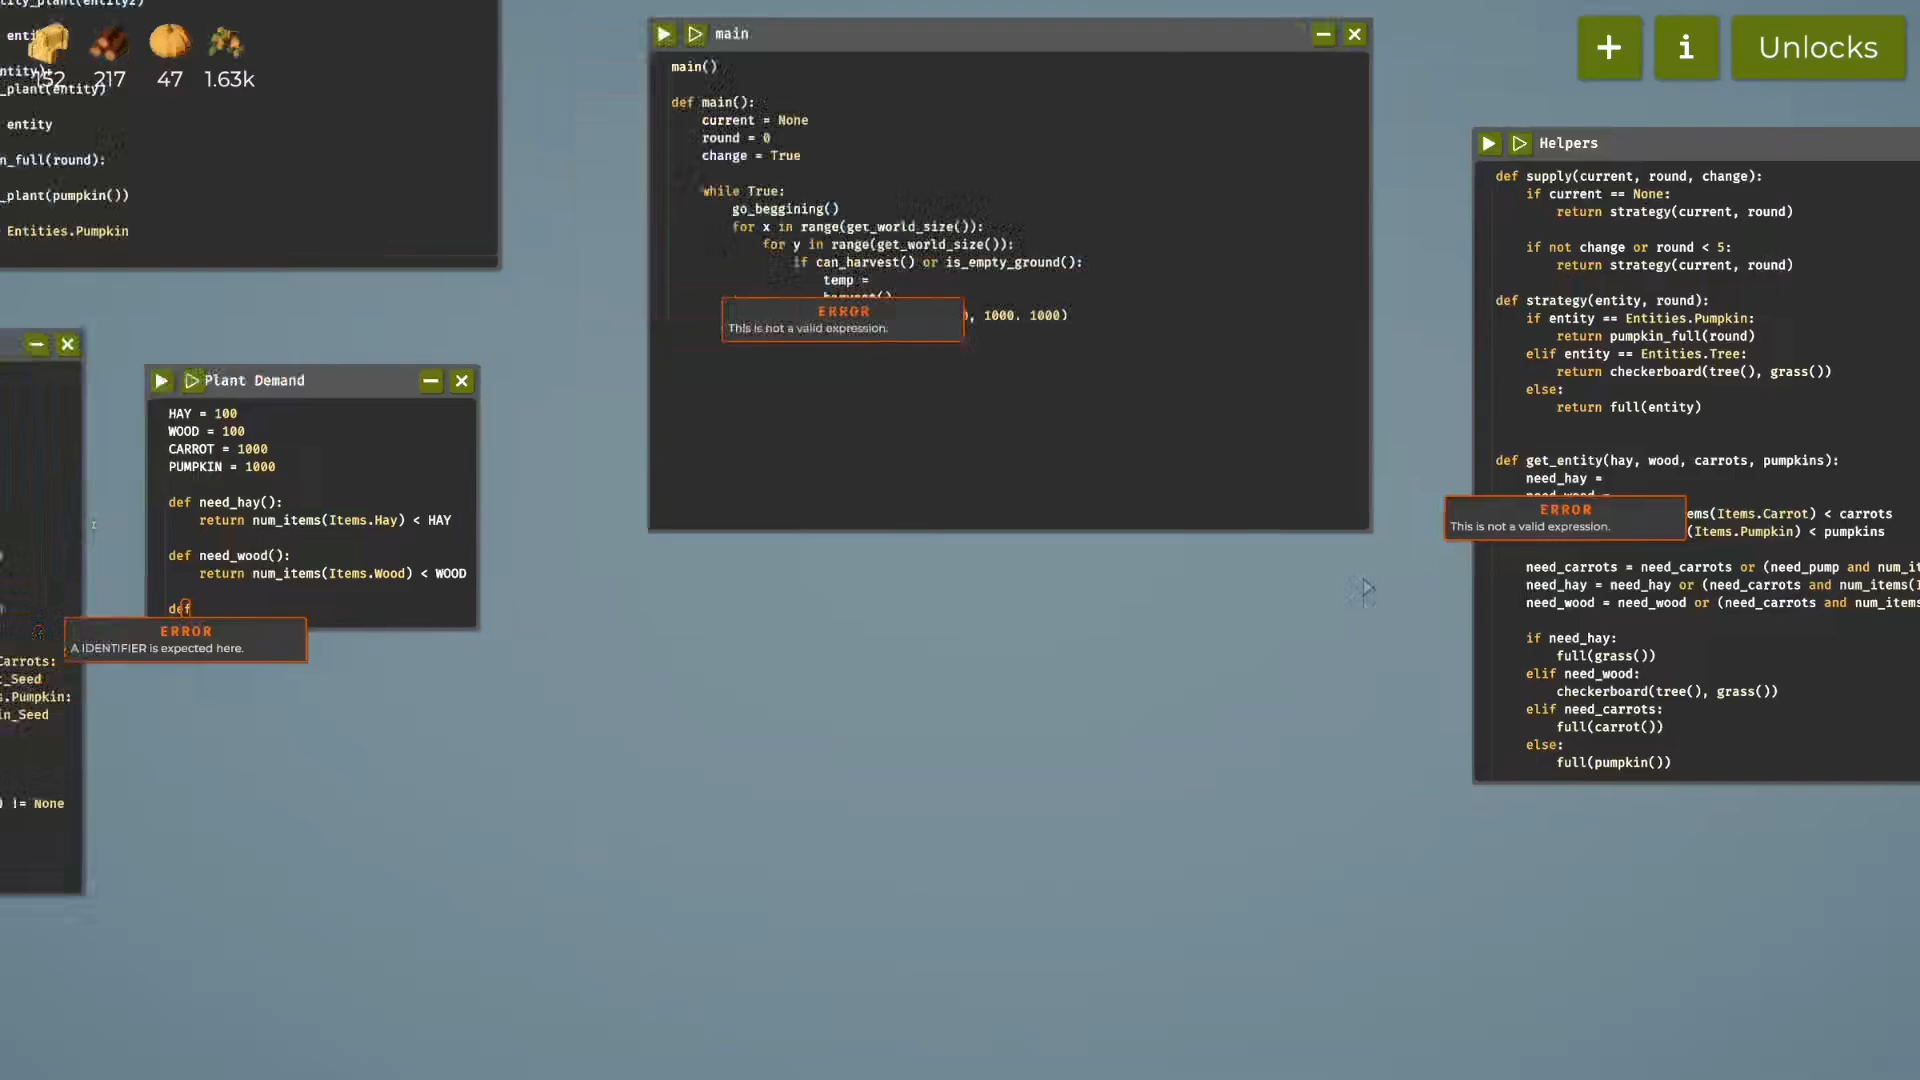 entity
n_full(round):
_plant(pumpkin())
Entities.Pumpkin
152
217
47
1.63k
main
main()
def main():
current = None
round = 0
change = True
while True:
go_beggining()
for x in range(get_world_size()):
for y in range(get_world_size()):
if can_harvest() or is_empty_ground():
temp =
harvest()
, 1000. 1000)
ERROR
This is not a valid expression.
+
i
Unlocks
Helpers
def supply(current, round, change):
if current == None:
return strategy(current, round)
if not change or round < 5:
return strategy(current, round)
def strategy(entity, round):
if entity == Entities.Pumpkin:
return pumpkin_full(round)
elif entity == Entities.Tree:
return checkerboard(tree(), grass())
else:
return full(entity)
def get_entity(hay, wood, carrots, pumpkins):
need_hay =
need_wood =
ems(Items.Carrot) < carrots
(Items.Pumpkin) < pumpkins
ERROR
This is not a valid expression.
need_carrots = need_carrots or (need_pump and num_it
need_hay = need_hay or (need_carrots and num_items(I
need_wood = need_wood or (need_carrots and num_items
if need_hay:
full(grass())
elif need_wood:
checkerboard(tree(), grass())
elif need_carrots:
full(carrot())
else:
full(pumpkin())
Plant Demand
HAY = 100
WOOD = 100
CARROT = 1000
PUMPKIN = 1000
def need_hay():
return num_items(Items.Hay) < HAY
def need_wood():
return num_items(Items.Wood) < WOOD
def
ERROR
A IDENTIFIER is expected here.
Carrots:
t_Seed
s.Pumpkin:
in_Seed
) != None